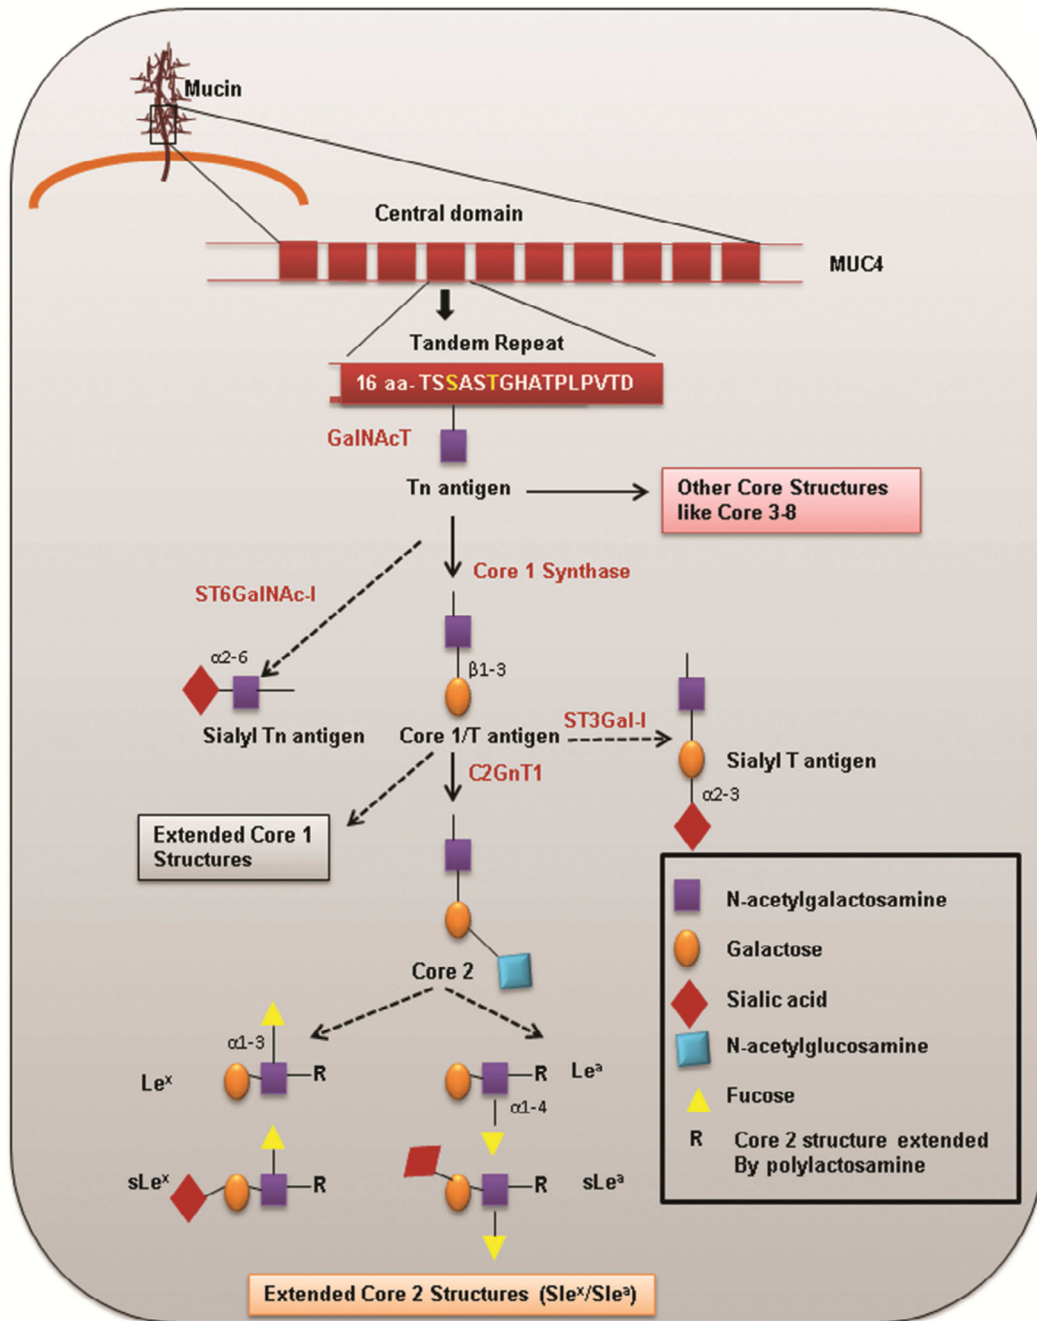 Mucin
Central domain
MUC4
Tandem Repeat
16 aa- TSSASTGHATPLPVTD
GalNAcT
Tn antigen
Other Core Structures
like Core 3-8
Core 1 Synthase
ST6GalNAc-I
α2-6
β1-3
Sialyl Tn antigen
Core 1/T antigen
ST3Gal-I
Sialyl T antigen
α2-3
C2GnT1
Extended Core 1
Structures
Core 2
N-acetylgalactosamine
Galactose
Sialic acid
N-acetylglucosamine
Fucose
R Core 2 structure extended
By polylactosamine
α1-3
Leˣ
R
R
Leᵃ
α1-4
sLeˣ
R
R
sLeᵃ
Extended Core 2 Structures (Sleˣ/Sleᵃ)